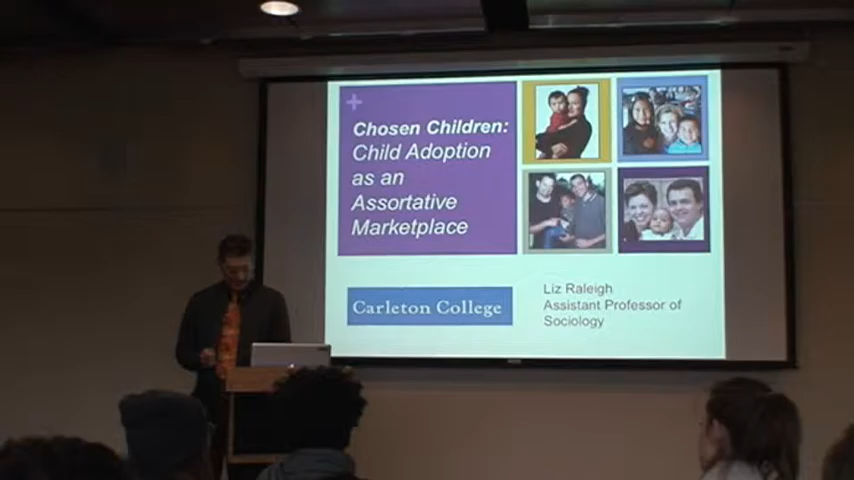 +
Chosen Children:
Child Adoption
as an
Assortative
Marketplace
Carleton College
Liz Raleigh
Assistant Professor of
Sociology